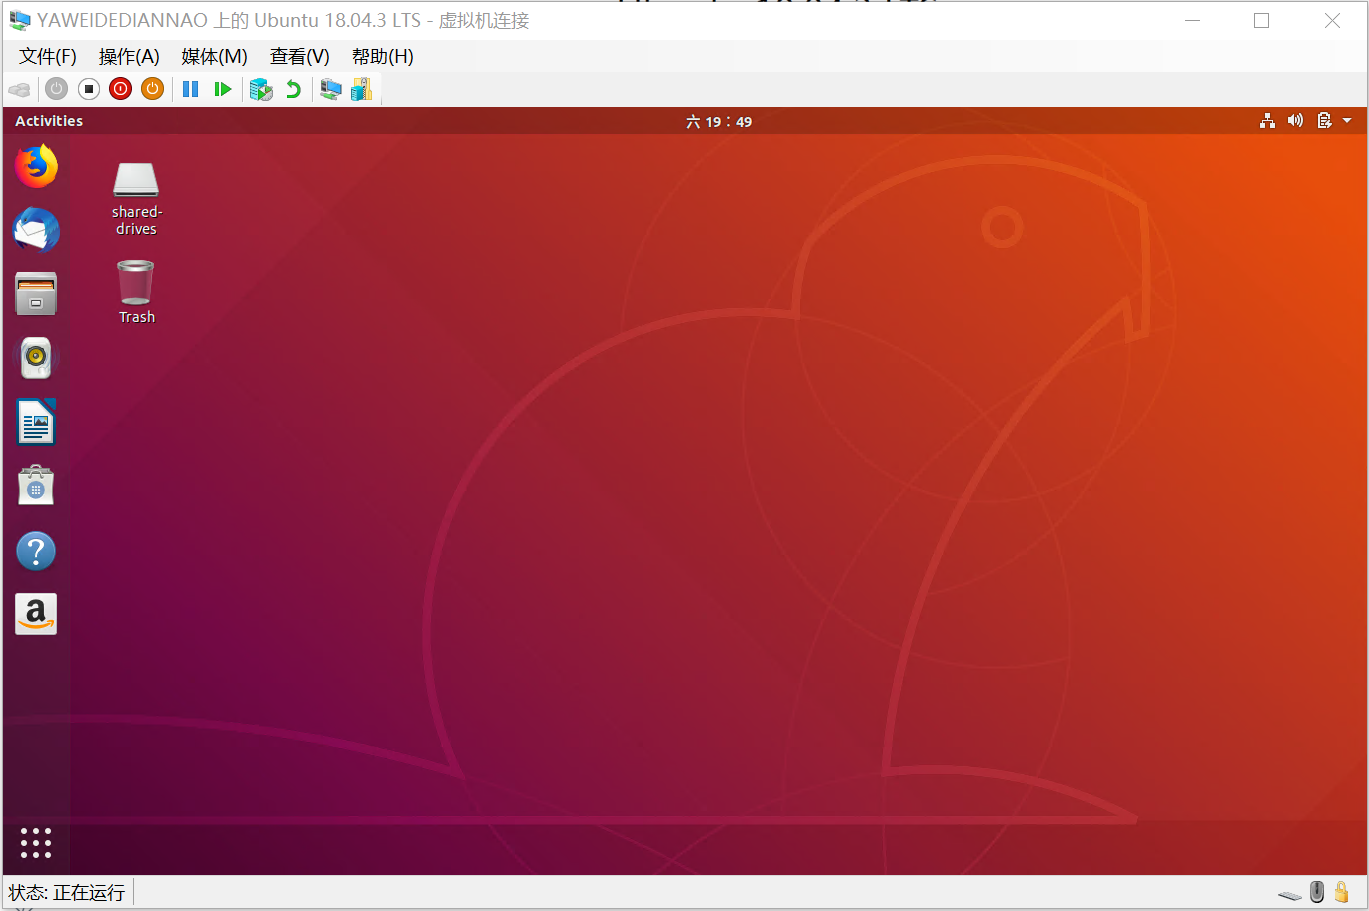 YAWEIDEDIANNAO 上的 Ubuntu 18.04.3 LTS - 虚拟机连接
文件(F) 操作(A) 媒体(M) 查看(V) 帮助(H)
Activities 六 19：49
shared-
drives
Trash
状态: 正在运行